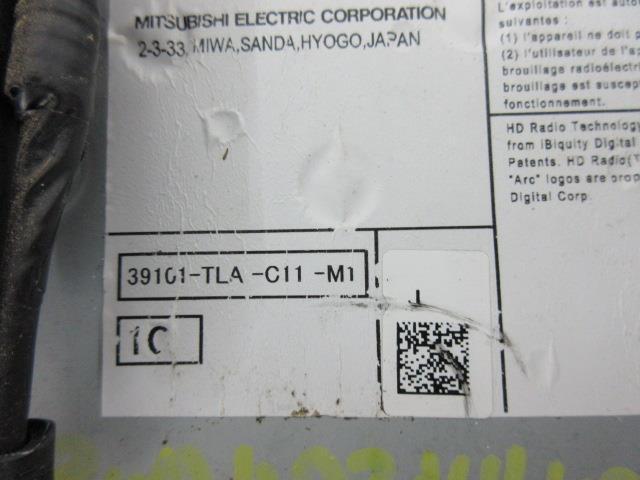 MITSUBISHI ELECTRIC CORPORATION
2-3-33, MIWA,SANDA,HYOGO,JAPAN
L'exploitation est auto
suivantes :
(1) l'appareil ne doit p
(2) l'utilisateur de l'ap
brouillage radioélectri
brouillage est suscep
fonctionnement.
HD Radio Technology
from iBiquity Digital
Patents. HD Radio(T
"Arc" logos are prop
Digital Corp.
39101-TLA -C11 -M1
1C